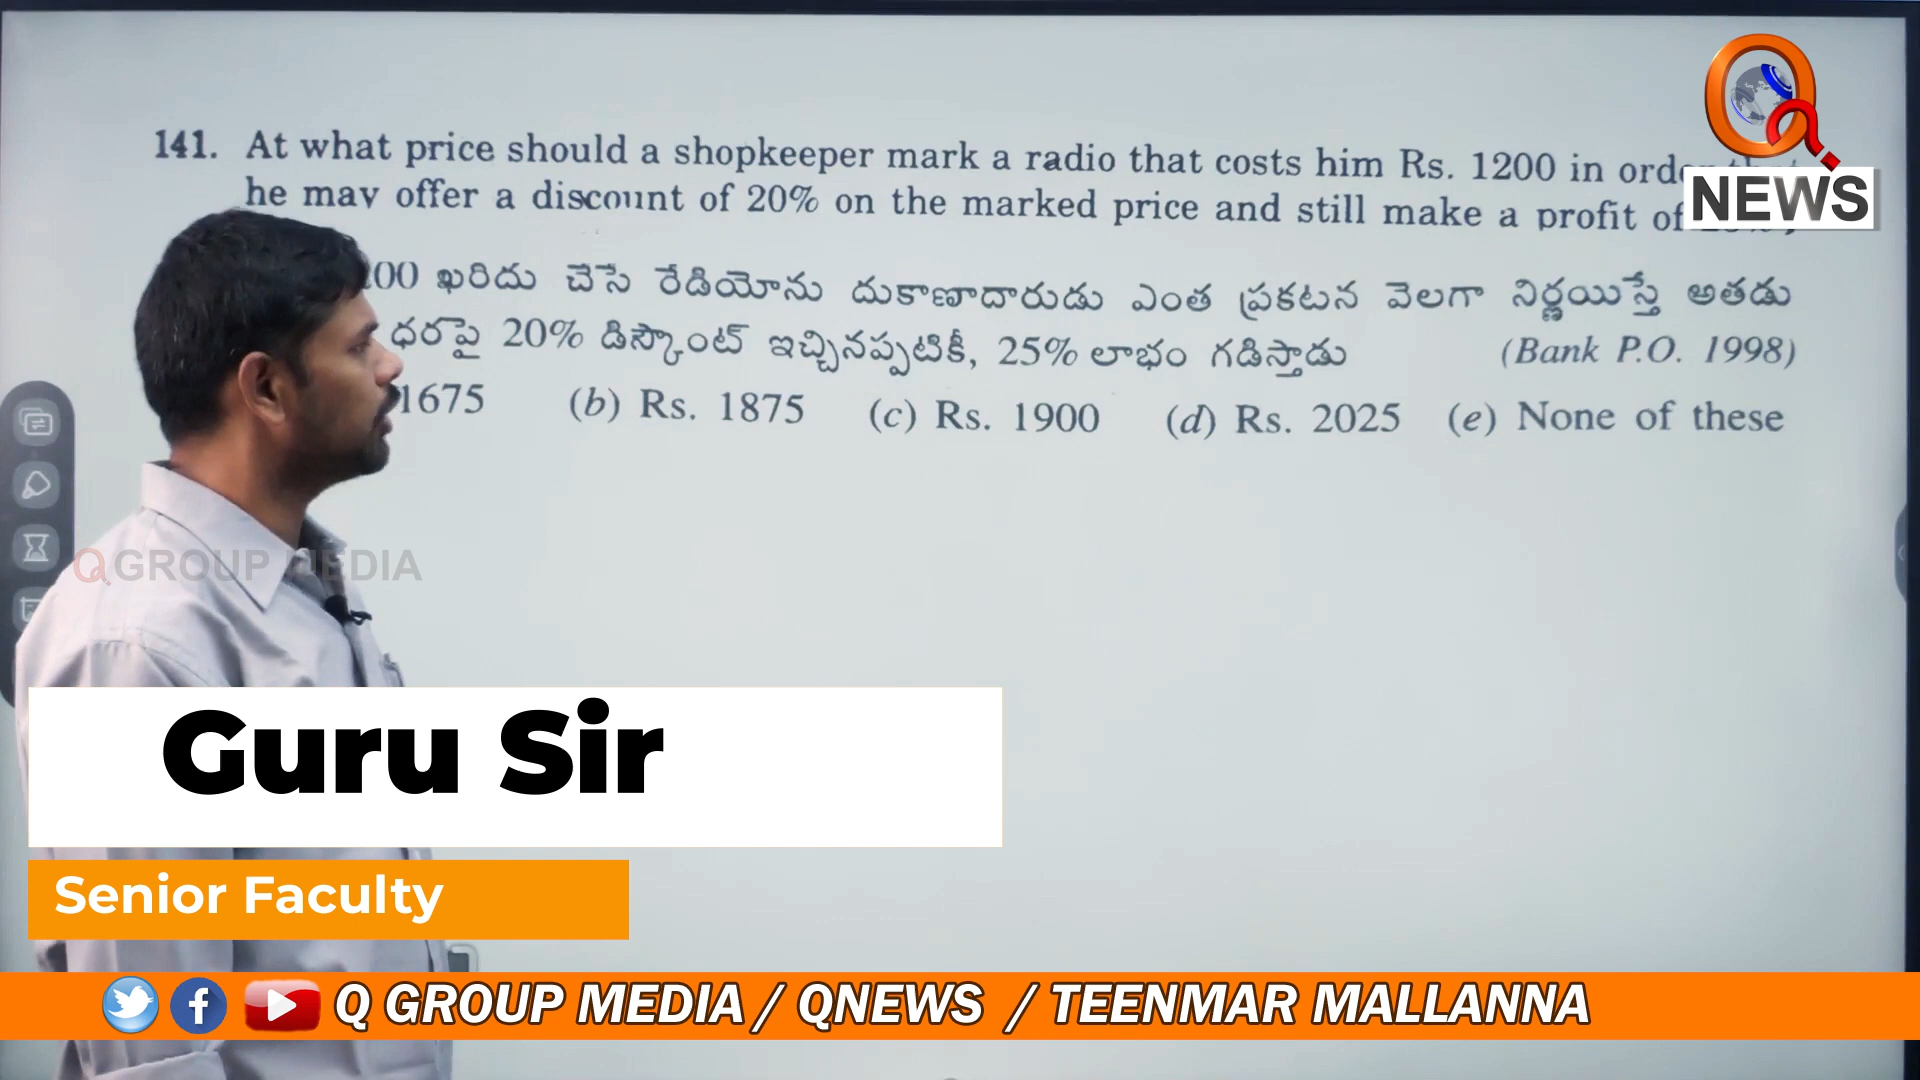 141. At what price should a shopkeeper mark a radio that costs him Rs. 1200 in
he may offer a discount of 20% on the marked price and still make a profit of
ఖరిదు చేసే రేడియోను దుకాణాదారుడు ఎంత ప్రకటన వెలగా నిర్ణయిస్తే అతడు
ధరపై 20% డిస్కౌంట్ ఇచ్చినప్పటికీ, 25% లాభం గడిస్తాడు (Bank P.O. 1998)
1675 (b) Rs. 1875 (c) Rs. 1900 (d) Rs. 2025 (e) None of these
Q NEWS
Q GROUP MEDIA
Guru Sir
Senior Faculty
Q GROUP MEDIA / QNEWS / TEENMAR MALLANNA